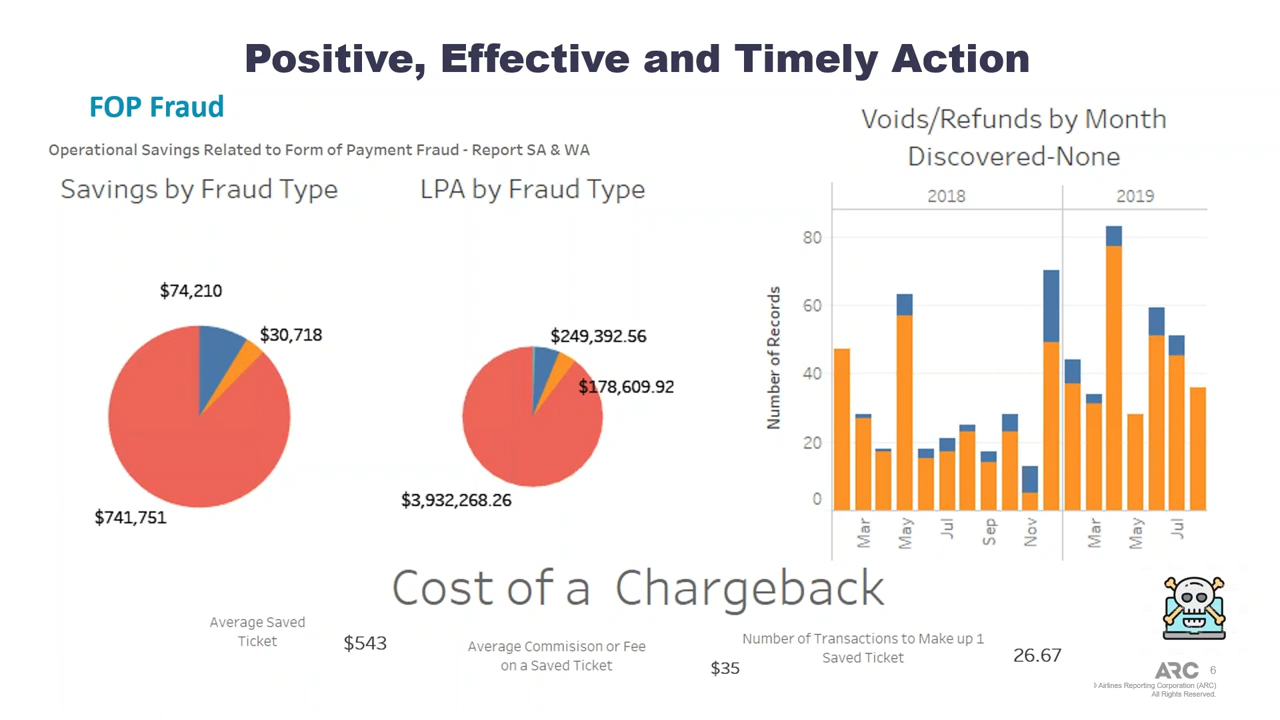 Positive, Effective and Timely Action
FOP Fraud
Operational Savings Related to Form of Payment Fraud - Report SA & WA
Savings by Fraud Type
$74,210
$30,718
$741,751
LPA by Fraud Type
$249,392.56
$178,609.92
$3,932,268.26
Voids/Refunds by Month
Discovered-None
2018
2019
Number of Records
80
60
40
20
0
Mar
May
Jul
Sep
Nov
Mar
May
Jul
Cost of a Chargeback
Average Saved
Ticket
$543
Average Commisison or Fee
on a Saved Ticket
$35
Number of Transactions to Make up 1
Saved Ticket
26.67
ARC
6
Airlines Reporting Corporation (ARC)
All Rights Reserved.